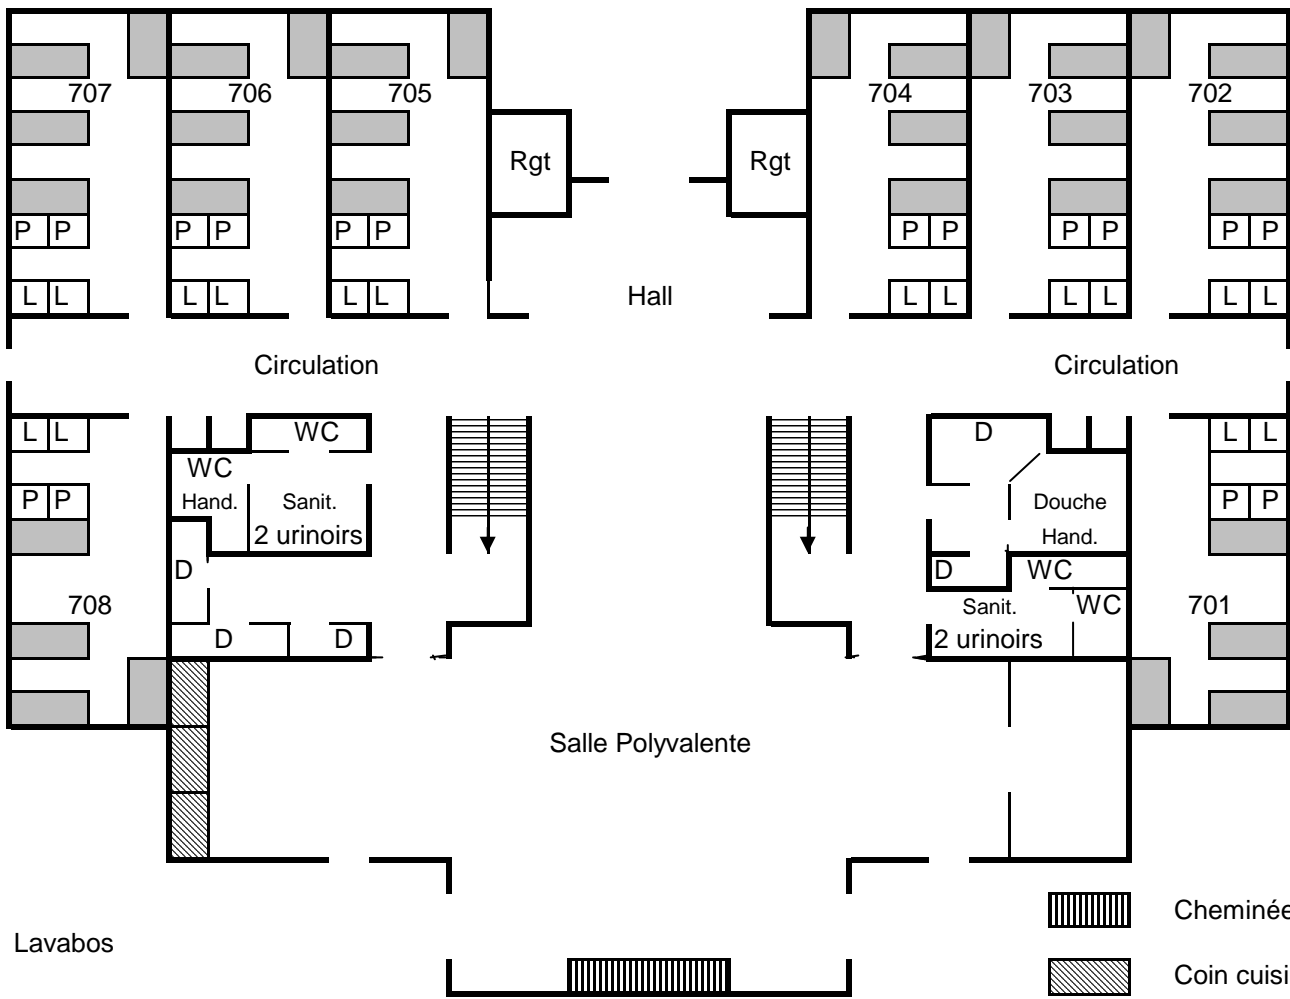 707 706 705 704 703 702
Rgt Rgt
P P P P P P P P P P P P
L L L L L L Hall L L L L L L
Circulation Circulation
L L WC D L L
WC
P P Hand. Sanit. Douche P P
2 urinoirs Hand.
D D WC
708 Sanit. WC 701
D D 2 urinoirs
Salle Polyvalente
Cheminée
Lavabos
Coin cuisi